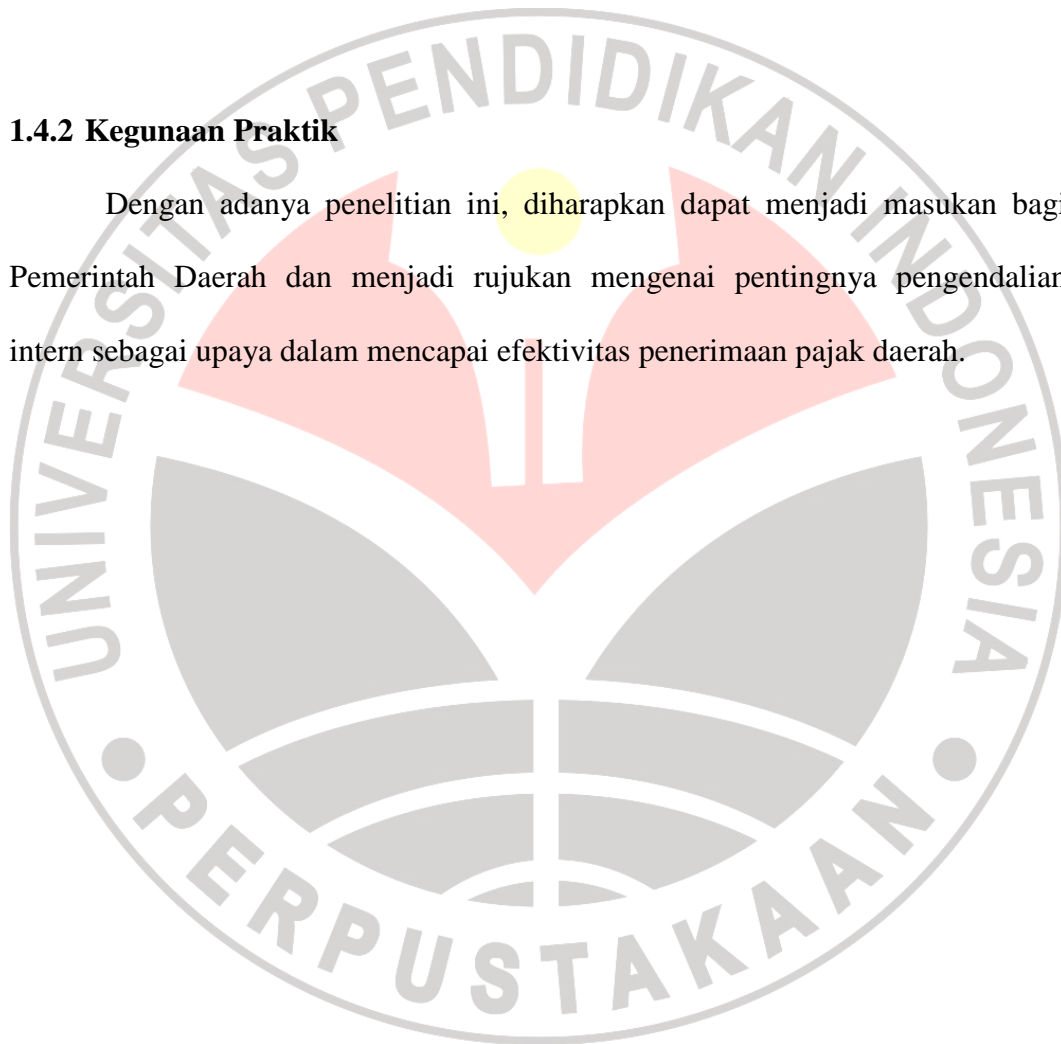 1.4.2 Kegunaan Praktik
Dengan adanya penelitian ini, diharapkan dapat menjadi masukan bagi
Pemerintah Daerah dan menjadi rujukan mengenai pentingnya pengendalian
intern sebagai upaya dalam mencapai efektivitas penerimaan pajak daerah.
UNIVERSITAS PENDIDIKAN INDONESIA
PERPUSTAKAAN